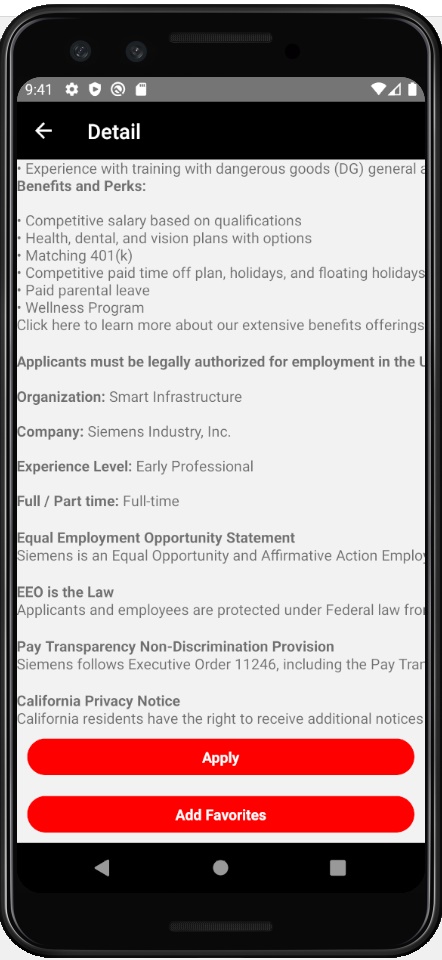 9:41
Detail
• Experience with training with dangerous goods (DG) general
Benefits and Perks:
• Competitive salary based on qualifications
• Health, dental, and vision plans with options
• Matching 401(k)
• Competitive paid time off plan, holidays, and floating holidays
• Paid parental leave
• Wellness Program
Click here to learn more about our extensive benefits offerings
Applicants must be legally authorized for employment in the
Organization: Smart Infrastructure
Company: Siemens Industry, Inc.
Experience Level: Early Professional
Full / Part time: Full-time
Equal Employment Opportunity Statement
Siemens is an Equal Opportunity and Affirmative Action
EEO is the Law
Applicants and employees are protected under Federal law
Pay Transparency Non-Discrimination Provision
Siemens follows Executive Order 11246, including the Pay
California Privacy Notice
California residents have the right to receive additional notices
Apply
Add Favorites